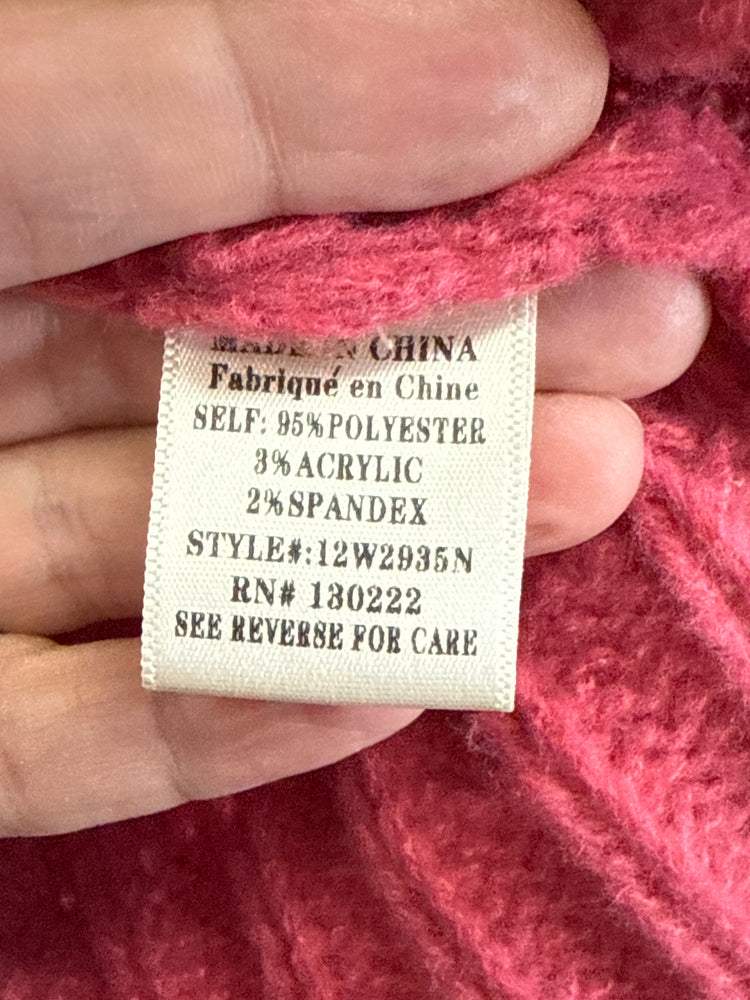 MADE IN CHINA
Fabriqué en Chine
SELF: 95%POLYESTER
3%ACRYLIC
2%SPANDEX
STYLE#:12W2935N
RN# 130222
SEE REVERSE FOR CARE